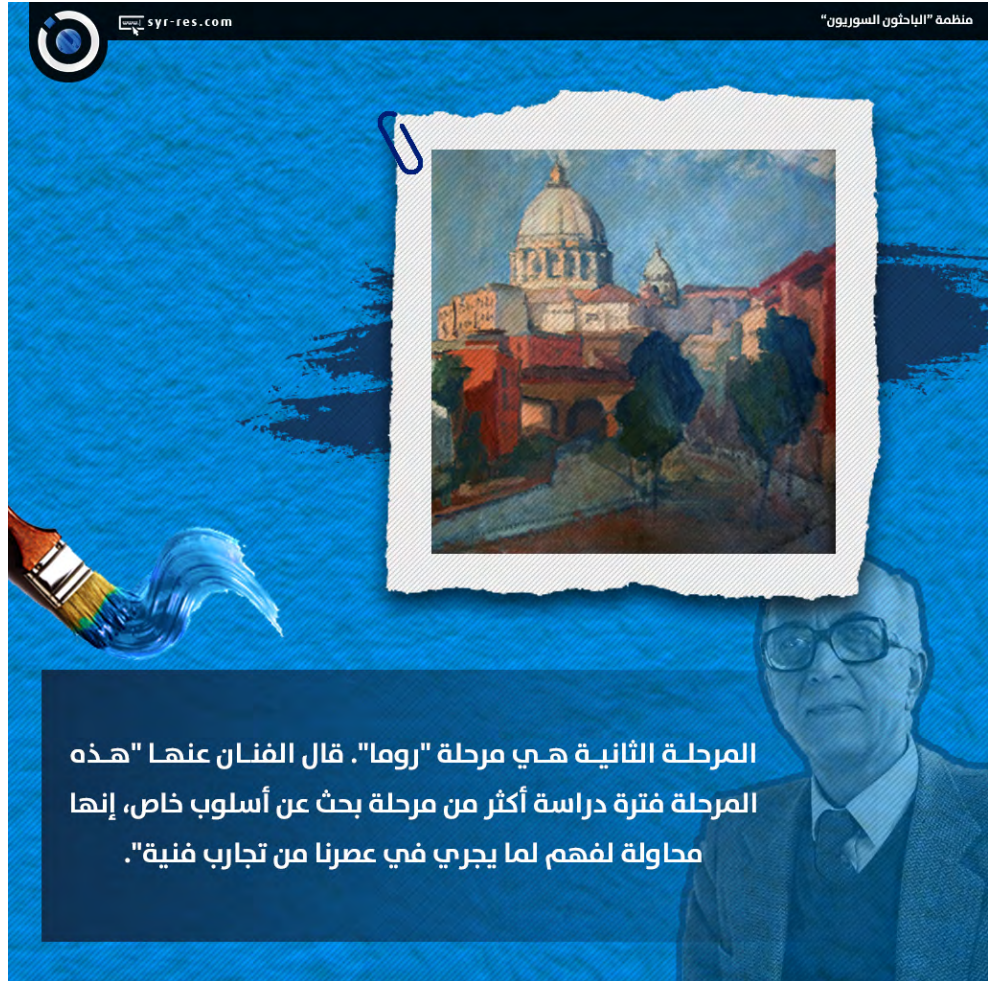 منظمة "الباحثون السوريون"
syr-res.com
المرحلة الثانية هي مرحلة "روما". قال الفنان عنها "هذه
المرحلة فترة دراسة أكثر من مرحلة بحث عن أسلوب خاص، إنها
محاولة لفهم لما يجري في عصرنا من تجارب فنية".